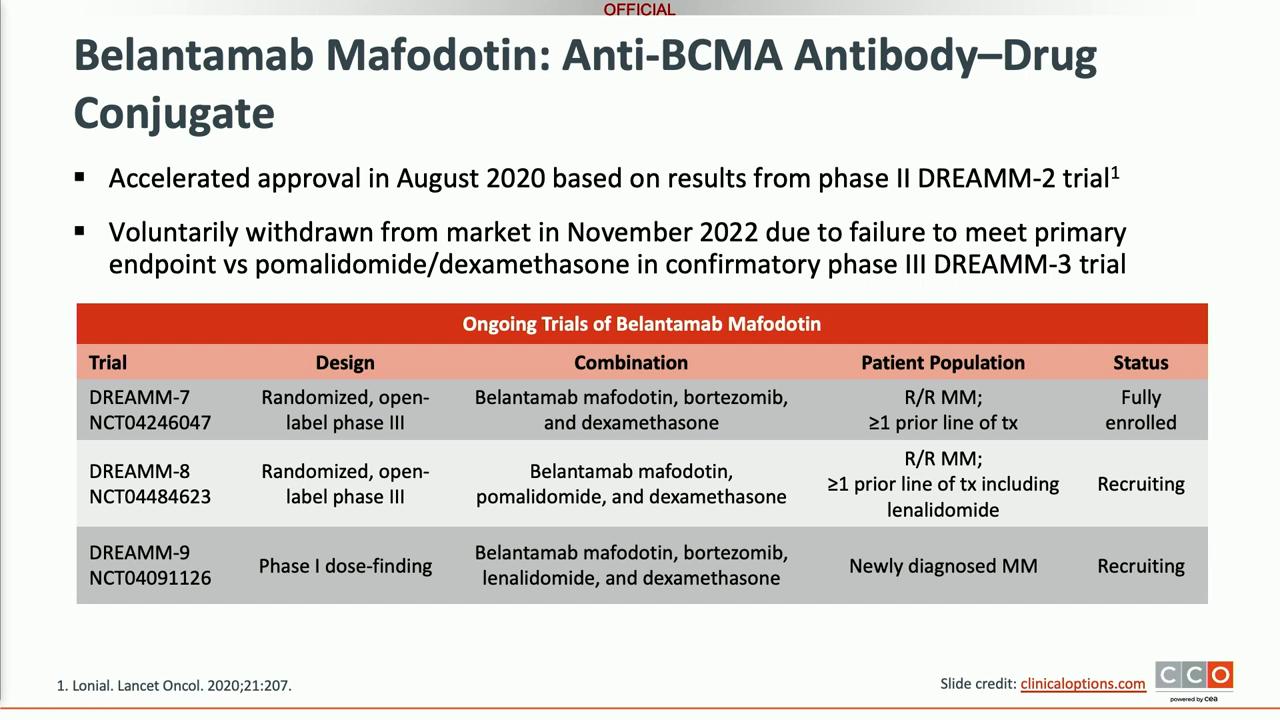 OFFICIAL
Belantamab Mafodotin: Anti-BCMA Antibody–Drug
Conjugate
▪ Accelerated approval in August 2020 based on results from phase II DREAMM-2 trial¹
▪ Voluntarily withdrawn from market in November 2022 due to failure to meet primary
endpoint vs pomalidomide/dexamethasone in confirmatory phase III DREAMM-3 trial
Ongoing Trials of Belantamab Mafodotin
Trial Design Combination Patient Population Status
DREAMM-7 Randomized, open- Belantamab mafodotin, bortezomib, R/R MM; Fully
NCT04246047 label phase III and dexamethasone ≥1 prior line of tx enrolled
R/R MM;
DREAMM-8 Randomized, open- Belantamab mafodotin,
≥1 prior line of tx including Recruiting
NCT04484623 label phase III pomalidomide, and dexamethasone
lenalidomide
DREAMM-9 Belantamab mafodotin, bortezomib,
Phase I dose-finding Newly diagnosed MM Recruiting
NCT04091126 lenalidomide, and dexamethasone
1. Lonial. Lancet Oncol. 2020;21:207.
Slide credit: clinicaloptions.com
CCO
powered by cea